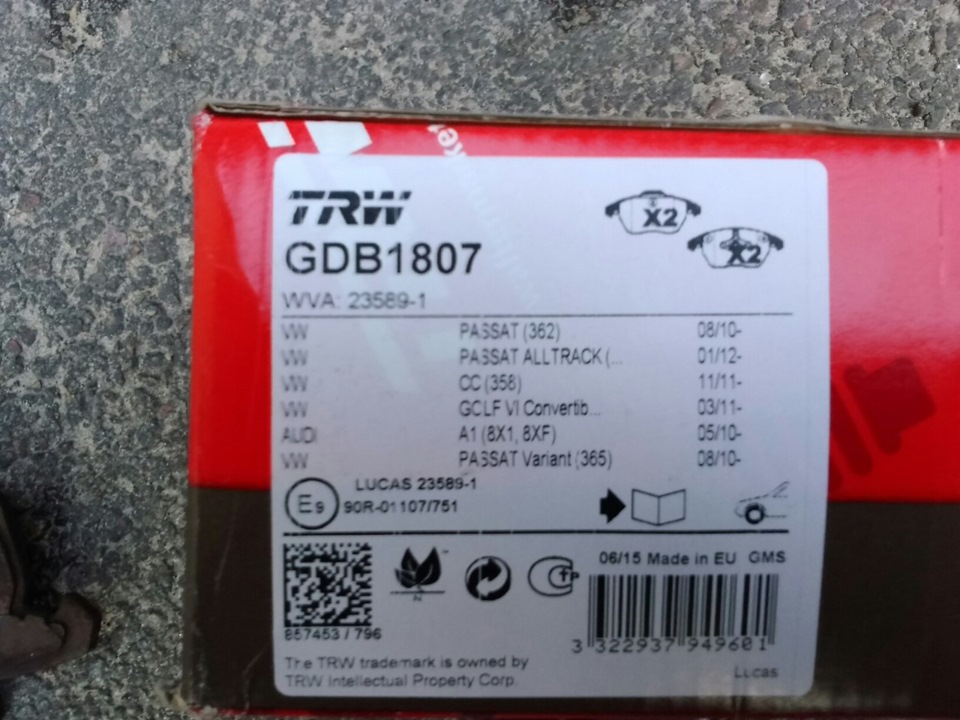 TRW
X2
GDB1807
X2
WVA: 23589-1
VW PASSAT (362) 08/10-
VW PASSAT ALLTRACK (... 01/12-
VW CC (358) 11/11-
VW GOLF VI Convertib... 03/11-
AUDI A1 (8X1, 8XF) 05/10-
VW PASSAT Variant (365) 08/10-
LUCAS 23589-1
E9 90R-01107/751
06/15 Made in EU GMS
857453 / 796
3 322937 949601
The TRW trademark is owned by
TRW Intellectual Property Corp.
Lucas